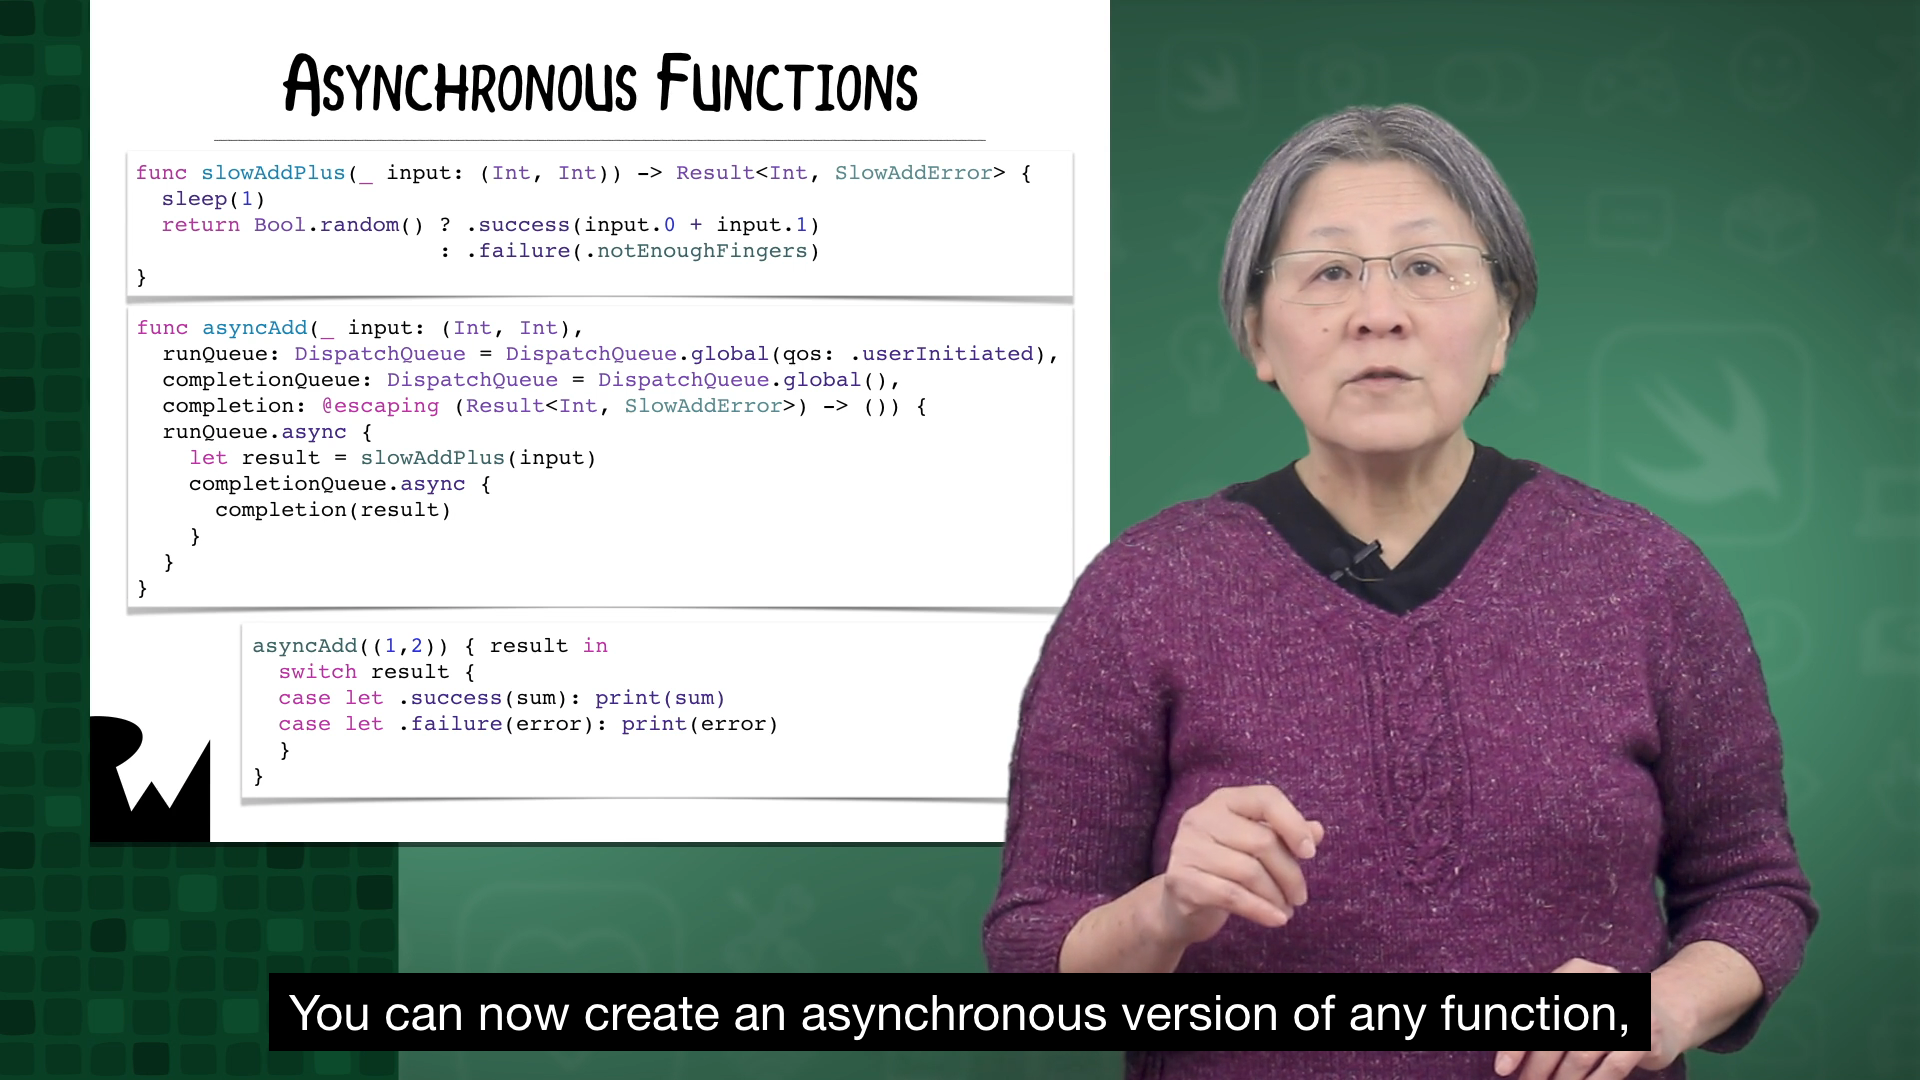 ASYNCHRONOUS FUNCTIONS
func slowAddPlus(_ input: (Int, Int)) -> Result<Int, SlowAddError> {
  sleep(1)
  return Bool.random() ? .success(input.0 + input.1)
                       : .failure(.notEnoughFingers)
}
func asyncAdd(_ input: (Int, Int),
  runQueue: DispatchQueue = DispatchQueue.global(qos: .userInitiated),
  completionQueue: DispatchQueue = DispatchQueue.global(),
  completion: @escaping (Result<Int, SlowAddError>) -> ()) {
  runQueue.async {
    let result = slowAddPlus(input)
    completionQueue.async {
      completion(result)
    }
  }
}
asyncAdd((1,2)) { result in
  switch result {
  case let .success(sum): print(sum)
  case let .failure(error): print(error)
  }
}
RW
You can now create an asynchronous version of any function,